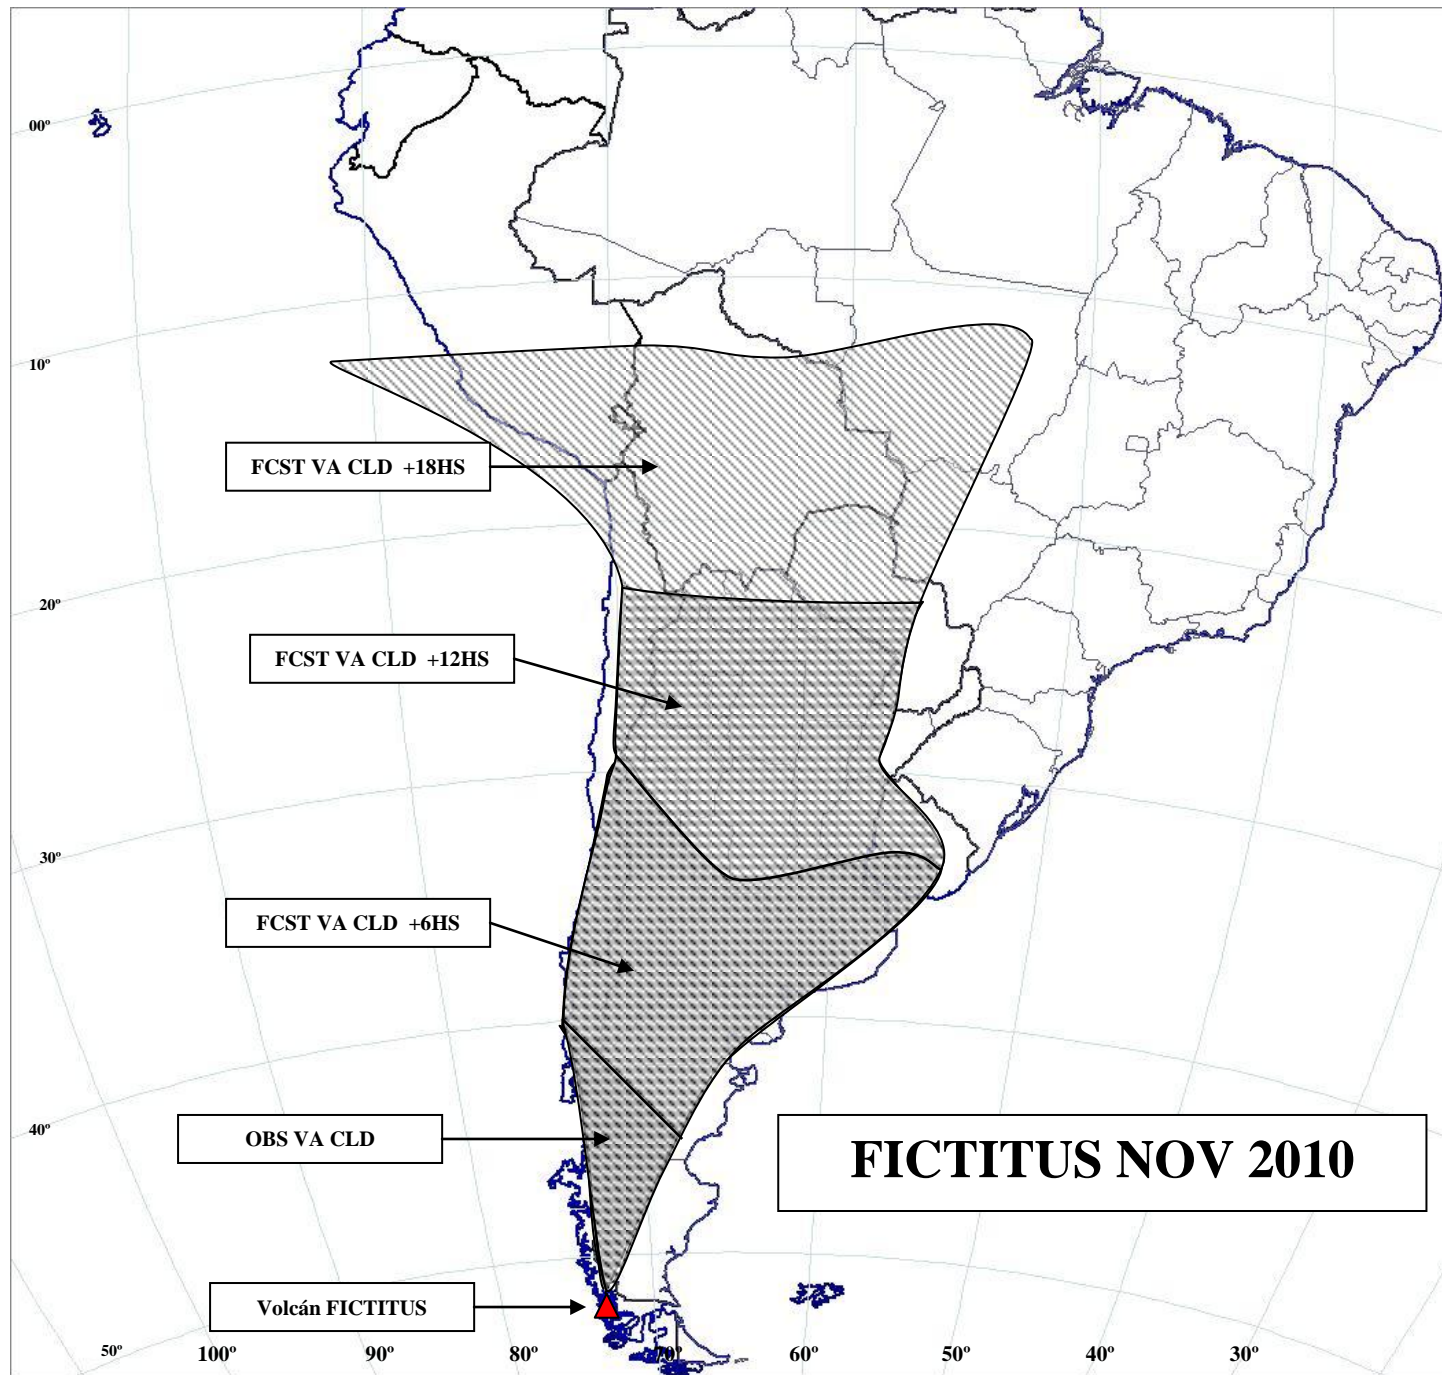 00º
10º
FCST VA CLD +18HS
20º
FCST VA CLD +12HS
30º
FCST VA CLD +6HS
40º
OBS VA CLD
FICTITUS NOV 2010
Volcán FICTITUS
50º 100º 90º 80º 70º 60º 50º 40º 30º